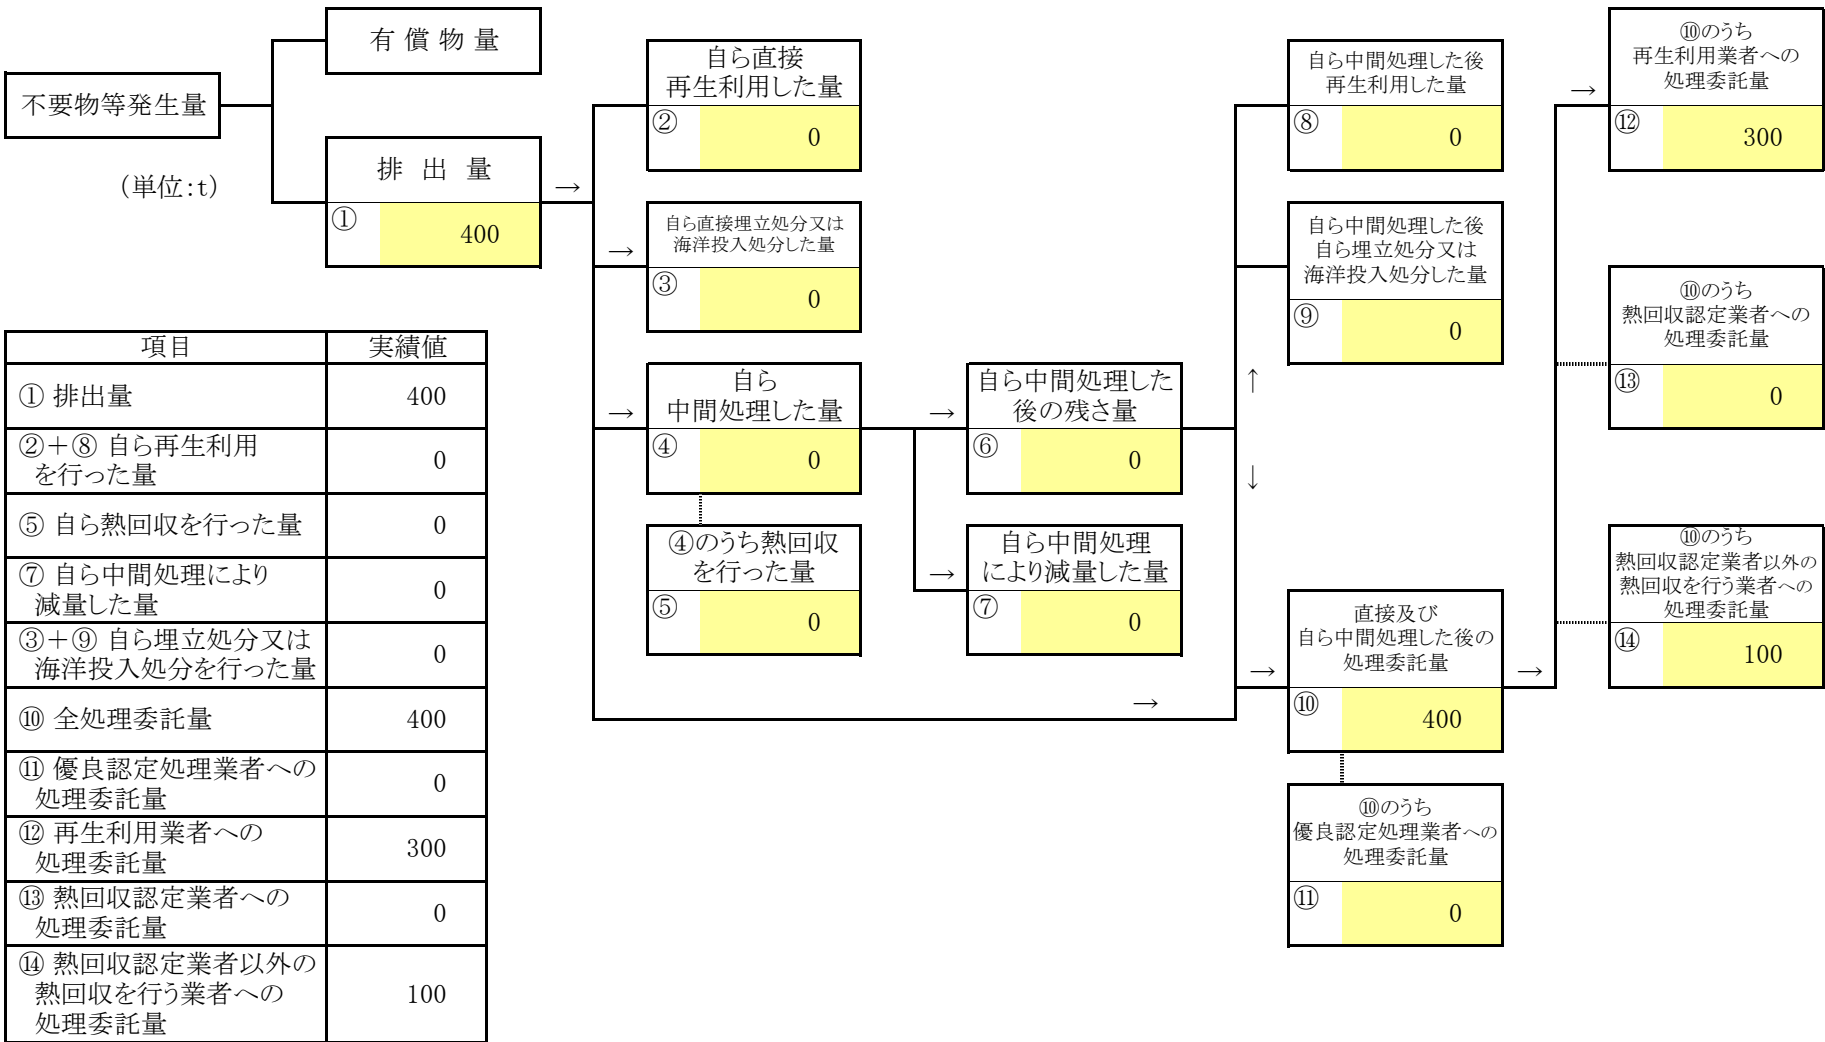 有償物量
不要物等発生量
(単位:t)
排出量
①
400
→
自ら直接
再生利用した量
②
0
→
自ら直接埋立処分又は
海洋投入処分した量
③
0
→
自ら
中間処理した量
④
0
④のうち熱回収
を行った量
⑤
0
→
自ら中間処理した
後の残さ量
⑥
0
→
自ら中間処理
により減量した量
⑦
0
→
↑
↓
自ら中間処理した後
再生利用した量
⑧
0
自ら中間処理した後
自ら埋立処分又は
海洋投入処分した量
⑨
0
→
直接及び
自ら中間処理した後の
処理委託量
⑩
400
→
⑩のうち
優良認定処理業者への
処理委託量
⑪
0
→
⑩のうち
再生利用業者への
処理委託量
⑫
300
⑩のうち
熱回収認定業者への
処理委託量
⑬
0
⑩のうち
熱回収認定業者以外の
熱回収を行う業者への
処理委託量
⑭
100
項目 実績値
① 排出量 400
②+⑧ 自ら再生利用
を行った量 0
⑤ 自ら熱回収を行った量 0
⑦ 自ら中間処理により
減量した量 0
③+⑨ 自ら埋立処分又は
海洋投入処分を行った量 0
⑩ 全処理委託量 400
⑪ 優良認定処理業者への
処理委託量 0
⑫ 再生利用業者への
処理委託量 300
⑬ 熱回収認定業者への
処理委託量 0
⑭ 熱回収認定業者以外の
熱回収を行う業者への 100
処理委託量